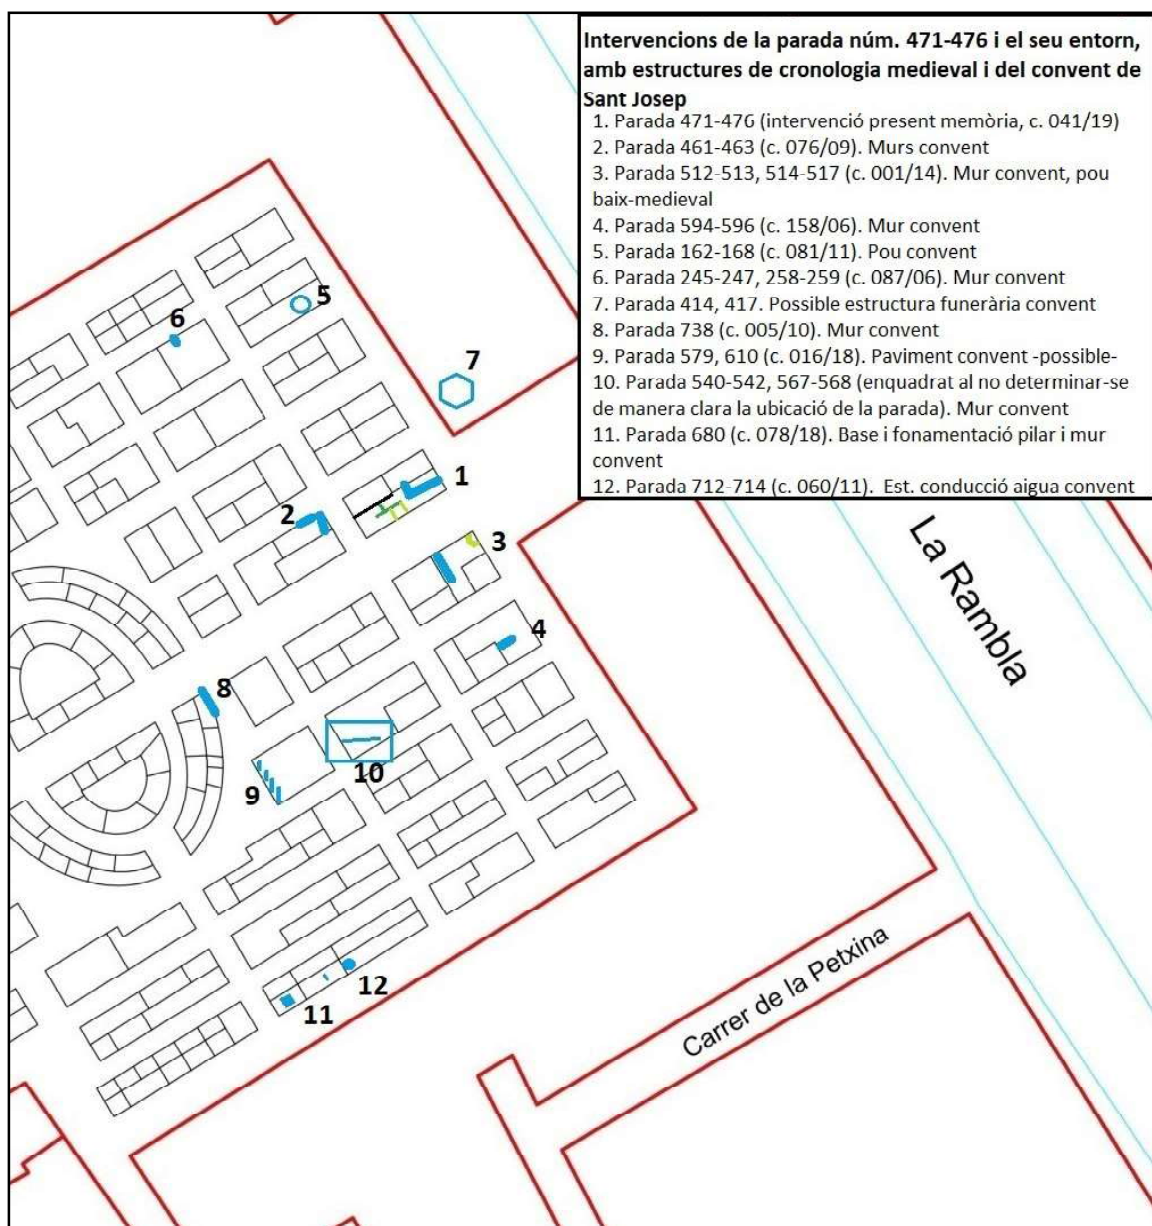 Intervencions de la parada núm. 471-476 i el seu entorn,
amb estructures de cronologia medieval i del convent de
Sant Josep
1. Parada 471-476 (intervenció present memòria, c. 041/19)
2. Parada 461-463 (c. 076/09). Murs convent
3. Parada 512-513, 514-517 (c. 001/14). Mur convent, pou
baix-medieval
4. Parada 594-596 (c. 158/06). Mur convent
5. Parada 162-168 (c. 081/11). Pou convent
6. Parada 245-247, 258-259 (c. 087/06). Mur convent
7. Parada 414, 417. Possible estructura funerària convent
8. Parada 738 (c. 005/10). Mur convent
9. Parada 579, 610 (c. 016/18). Paviment convent -possible-
10. Parada 540-542, 567-568 (enquadrat al no determinar-se
de manera clara la ubicació de la parada). Mur convent
11. Parada 680 (c. 078/18). Base i fonamentació pilar i mur
convent
12. Parada 712-714 (c. 060/11). Est. conducció aigua convent
5
6
7
1
2
3
La Rambla
4
8
10
9
12
11
Carrer de la Petxina